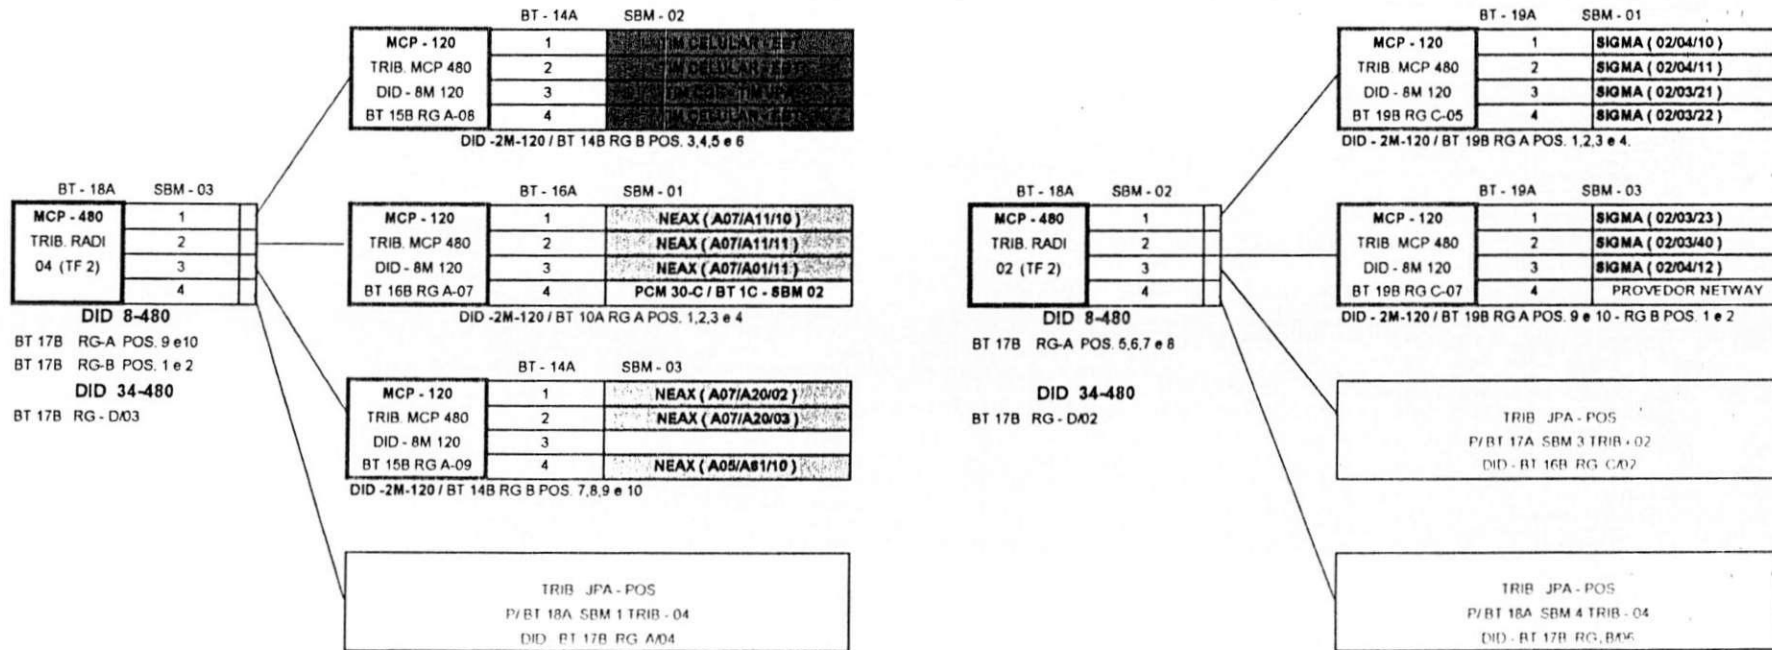 BT - 14A SBM - 02
MCP - 120 1 TIM CELULAR - EBT
TRIB. MCP 480 2 TIM CELULAR - EBT
DID - 8M 120 3
BT 15B RG A-08 4 TIM CELULAR - EBT
DID -2M-120 / BT 14B RG B POS. 3,4,5 e 6
BT - 18A SBM - 03
MCP - 480 1
TRIB. RADI 2
04 (TF 2) 3
4
DID 8-480
BT 17B RG-A POS. 9 e10
BT 17B RG-B POS. 1 e 2
DID 34-480
BT 17B RG - D/03
BT - 16A SBM - 01
MCP - 120 1 NEAX ( A07/A11/10 )
TRIB. MCP 480 2 NEAX ( A07/A11/11 )
DID - 8M 120 3 NEAX ( A07/A01/11 )
BT 16B RG A-07 4 PCM 30-C / BT 1C - SBM 02
DID -2M-120 / BT 10A RG A POS. 1,2,3 e 4
BT - 14A SBM - 03
MCP - 120 1 NEAX ( A07/A20/02 )
TRIB. MCP 480 2 NEAX ( A07/A20/03 )
DID - 8M 120 3
BT 15B RG A-09 4 NEAX ( A05/A61/10 )
DID -2M-120 / BT 14B RG B POS. 7,8,9 e 10
TRIB JPA - POS
P/ BT 18A SBM 1 TRIB - 04
DID BT 17B RG A/04
BT - 19A SBM - 01
MCP - 120 1 SIGMA ( 02/04/10 )
TRIB. MCP 480 2 SIGMA ( 02/04/11 )
DID - 8M 120 3 SIGMA ( 02/03/21 )
BT 19B RG C-05 4 SIGMA ( 02/03/22 )
DID - 2M-120 / BT 19B RG A POS. 1,2,3 e 4.
BT - 18A SBM - 02
MCP - 480 1
TRIB. RADI 2
02 (TF 2) 3
4
DID 8-480
BT 17B RG-A POS. 5,6,7 e 8
DID 34-480
BT 17B RG - D/02
BT - 19A SBM - 03
MCP - 120 1 SIGMA ( 02/03/23 )
TRIB. MCP 480 2 SIGMA ( 02/03/40 )
DID - 8M 120 3 SIGMA ( 02/04/12 )
BT 19B RG C-07 4 PROVEDOR NETWAY
DID - 2M-120 / BT 19B RG A POS. 9 e 10 - RG B POS. 1 e 2
TRIB JPA - POS
P/ BT 17A SBM 3 TRIB - 02
DID - BT 16B RG C/02
TRIB JPA - POS
P/ BT 18A SBM 4 TRIB - 04
DID - BT 17B RG, B/06